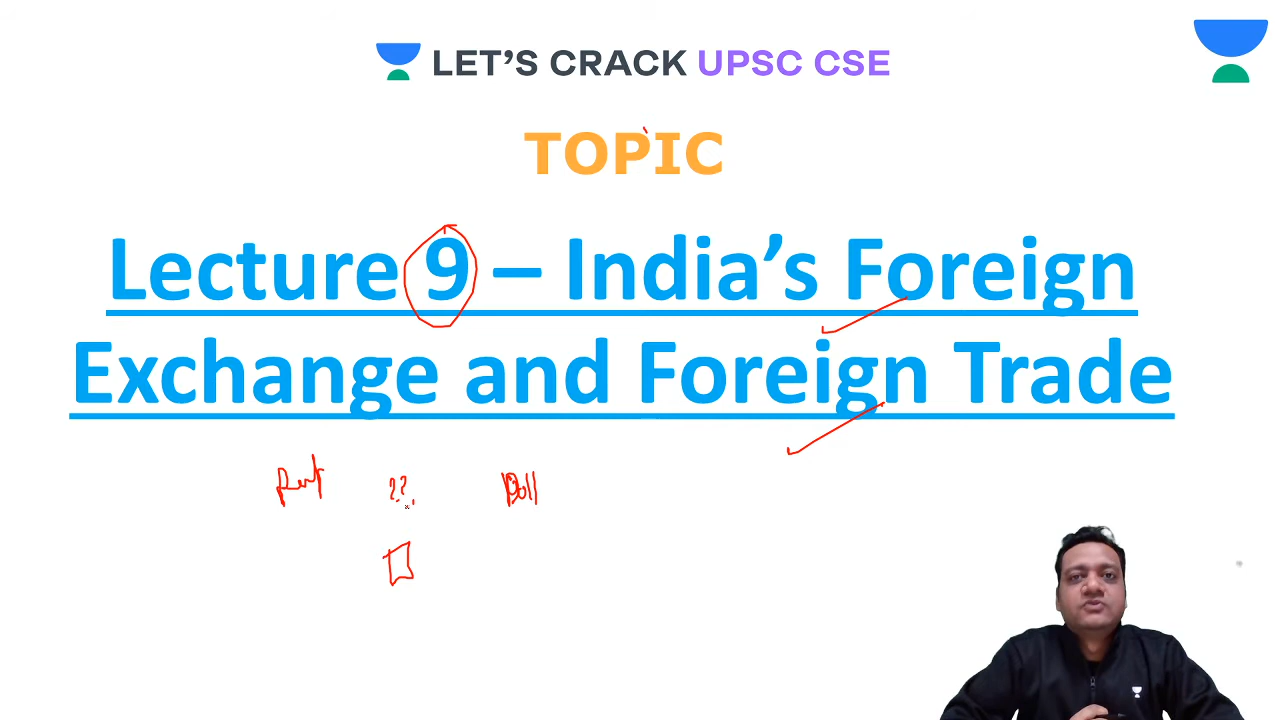 LET'S CRACK UPSC CSE
TOPIC
Lecture 9 – India's Foreign
Exchange and Foreign Trade
??